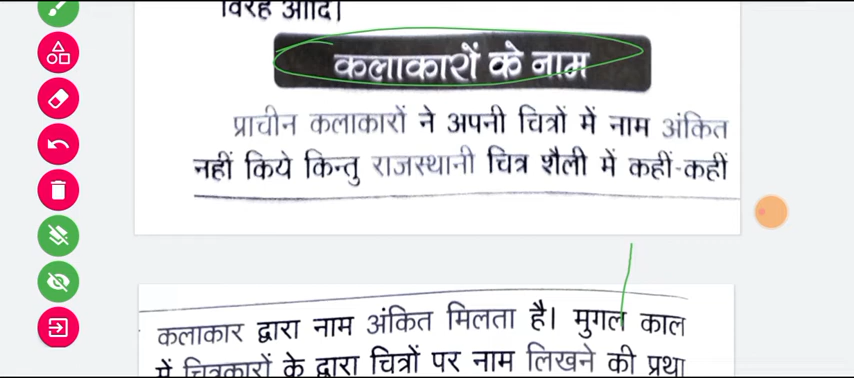 विरह आदि।
कलाकारों के नाम
प्राचीन कलाकारों ने अपनी चित्रों में नाम अंकित
नहीं किये किन्तु राजस्थानी चित्र शैली में कहीं-कहीं
कलाकार द्वारा नाम अंकित मिलता है। मुगल काल
में चित्रकारों के द्वारा चित्रों पर नाम लिखने की प्रथा